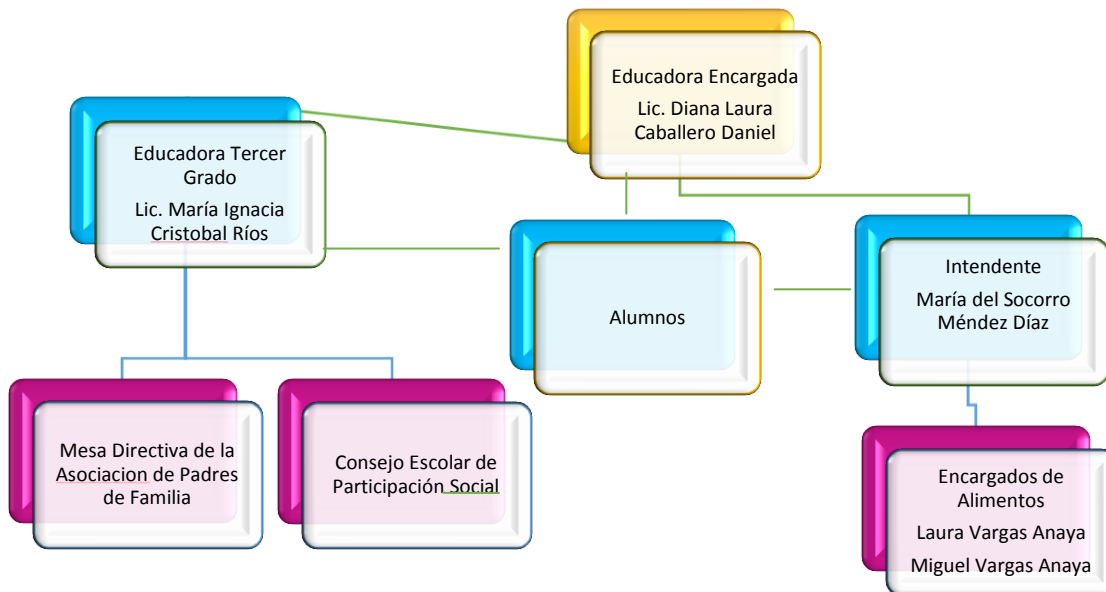 Educadora Encargada
Lic. Diana Laura
Caballero Daniel
Educadora Tercer
Grado
Lic. María Ignacia
Cristobal Ríos
Alumnos
Intendente
María del Socorro
Méndez Díaz
Mesa Directiva de la
Asociacion de Padres
de Familia
Consejo Escolar de
Participación Social
Encargados de
Alimentos
Laura Vargas Anaya
Miguel Vargas Anaya